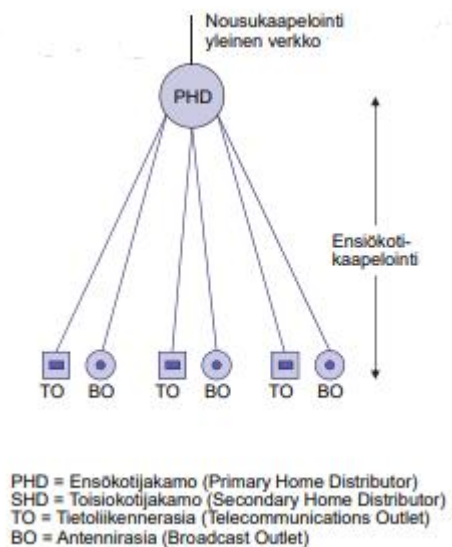 Nousukaapelointi
yleinen verkko
PHD
Ensiökoti-
kaapelointi
TO BO TO BO TO BO
PHD = Ensökotijakamo (Primary Home Distributor)
SHD = Toisiokotijakamo (Secondary Home Distributor)
TO = Tietoliikennerasia (Telecommunications Outlet)
BO = Antennirasia (Broadcast Outlet)